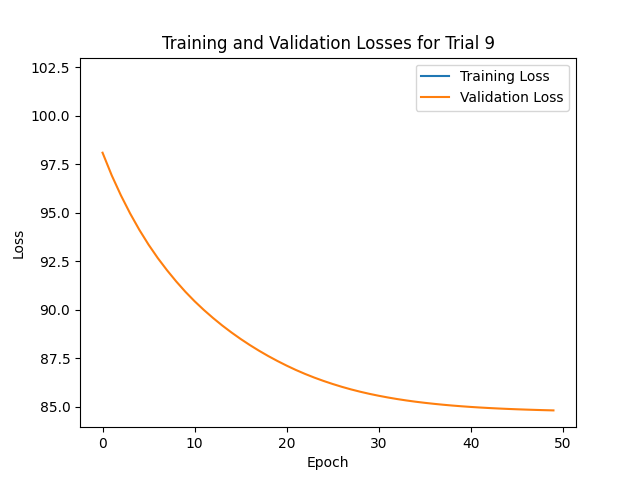 Training and Validation Losses for Trial 9
102.5
100.0
97.5
95.0
92.5
90.0
87.5
85.0
Loss
Training Loss
Validation Loss
0 10 20 30 40 50
Epoch